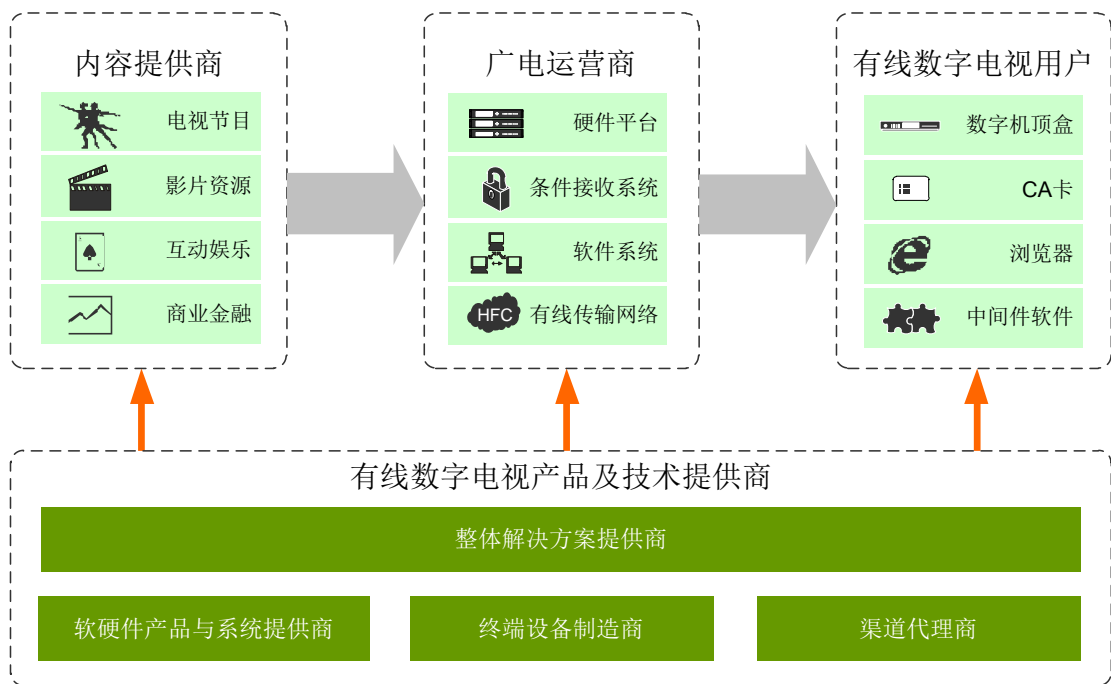 内容提供商
电视节目
影片资源
互动娱乐
商业金融
广电运营商
硬件平台
条件接收系统
软件系统
HFC 有线传输网络
有线数字电视用户
数字机顶盒
CA卡
浏览器
中间件软件
有线数字电视产品及技术提供商
整体解决方案提供商
软硬件产品与系统提供商
终端设备制造商
渠道代理商